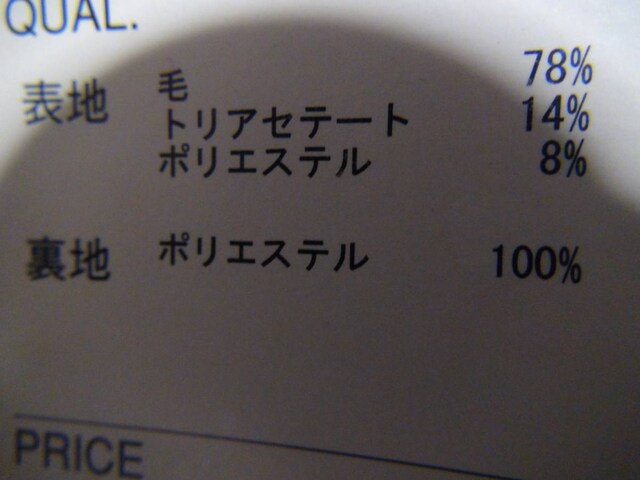 QUAL.
表地 毛 78%
トリアセテート 14%
ポリエステル 8%
裏地 ポリエステル 100%
PRICE